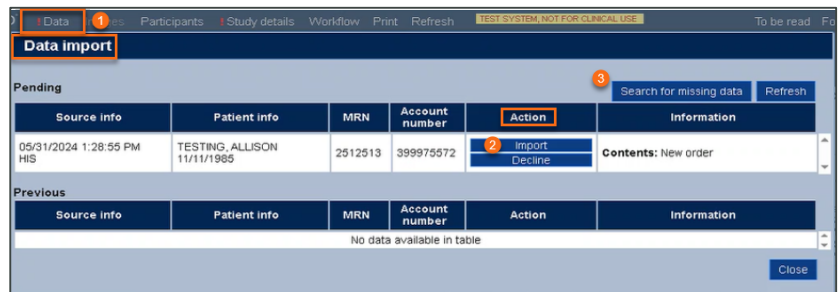 ! Data 1 es Participants ! Study details Workflow Print Refresh TEST SYSTEM, NOT FOR CLINICAL USE To be read Fo
Data import
Pending
3
Search for missing data Refresh
Source info Patient info MRN Account number Action Information
05/31/2024 1:28:55 PM HIS TESTING, ALLISON 11/11/1985 2512513 399975572 2 Import Decline Contents: New order
Previous
Source info Patient info MRN Account number Action Information
No data available in table
Close